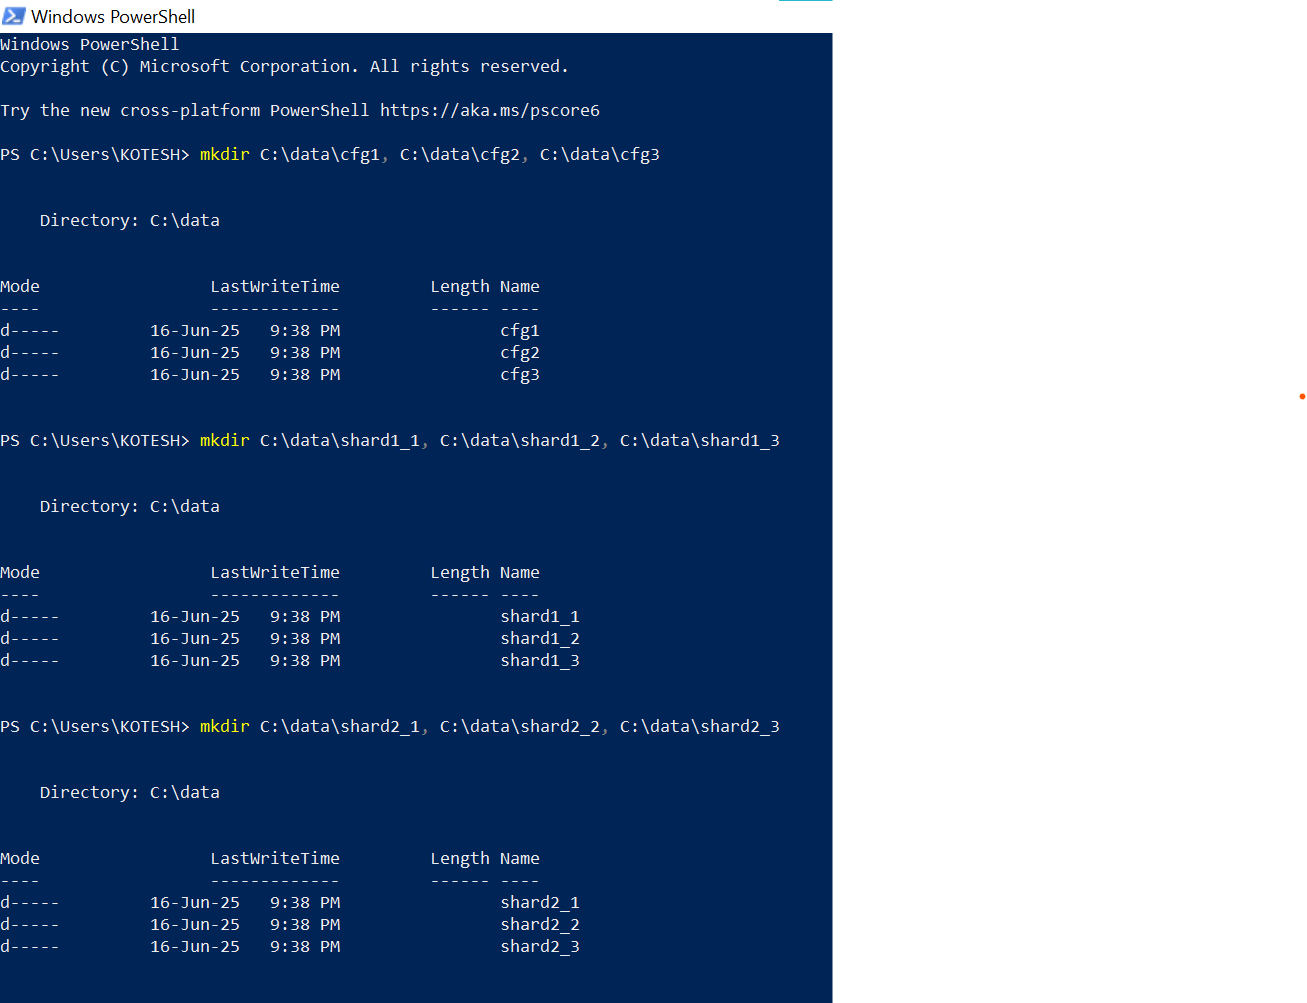 Windows PowerShell
Windows PowerShell
Copyright (C) Microsoft Corporation. All rights reserved.
Try the new cross-platform PowerShell https://aka.ms/pscore6
PS C:\Users\KOTESH> mkdir C:\data\cfg1, C:\data\cfg2, C:\data\cfg3
Directory: C:\data
Mode LastWriteTime Length Name
---- ------------- ------ ----
d----- 16-Jun-25 9:38 PM cfg1
d----- 16-Jun-25 9:38 PM cfg2
d----- 16-Jun-25 9:38 PM cfg3
PS C:\Users\KOTESH> mkdir C:\data\shard1_1, C:\data\shard1_2, C:\data\shard1_3
Directory: C:\data
Mode LastWriteTime Length Name
---- ------------- ------ ----
d----- 16-Jun-25 9:38 PM shard1_1
d----- 16-Jun-25 9:38 PM shard1_2
d----- 16-Jun-25 9:38 PM shard1_3
PS C:\Users\KOTESH> mkdir C:\data\shard2_1, C:\data\shard2_2, C:\data\shard2_3
Directory: C:\data
Mode LastWriteTime Length Name
---- ------------- ------ ----
d----- 16-Jun-25 9:38 PM shard2_1
d----- 16-Jun-25 9:38 PM shard2_2
d----- 16-Jun-25 9:38 PM shard2_3